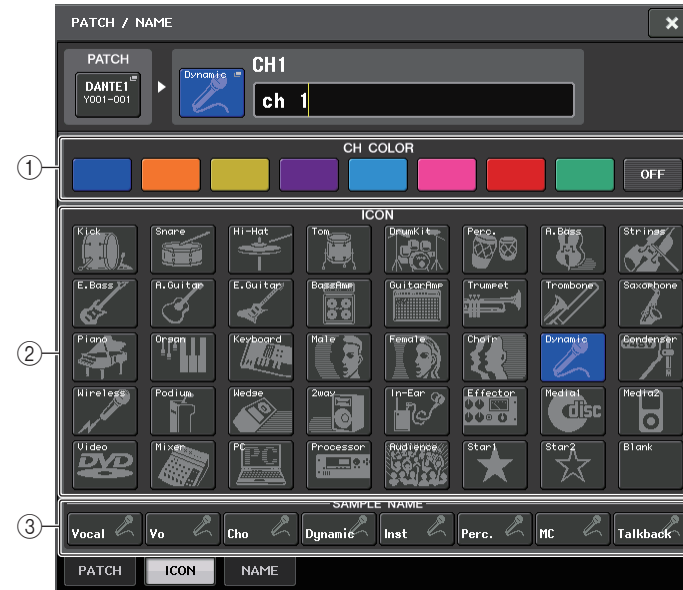 PATCH / NAME
PATCH
DANTE1
Y001-001
Dynamic
CH1
ch 1
①
CH COLOR
OFF
②
ICON
Kick Snare Hi-Hat Tom DrumKit Perc. A.Bass Strings
E.Bass A.Guitar E.Guitar BassAmp GuitarAmp Trumpet Trombone Saxophone
Piano Organ Keyboard Male Female Choir Dynamic Condenser
Wireless Podium Wedge 2way In-Ear Effector Media1 Media2
disc
Video Mixer PC Processor Audience Star1 Star2 Blank
DVD PC
③
SAMPLE NAME
Vocal Vo Cho Dynamic Inst Perc. MC Talkback
PATCH ICON NAME